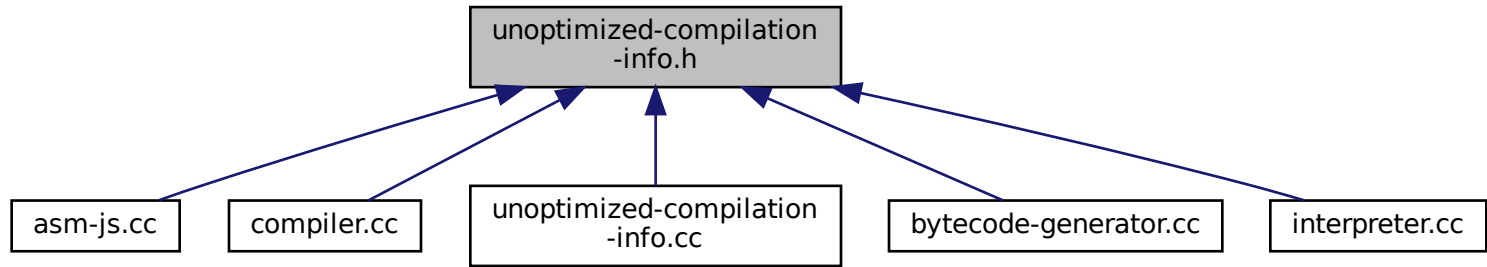 unoptimized-compilation
-info.h
asm-js.cc
compiler.cc
unoptimized-compilation
-info.cc
bytecode-generator.cc
interpreter.cc